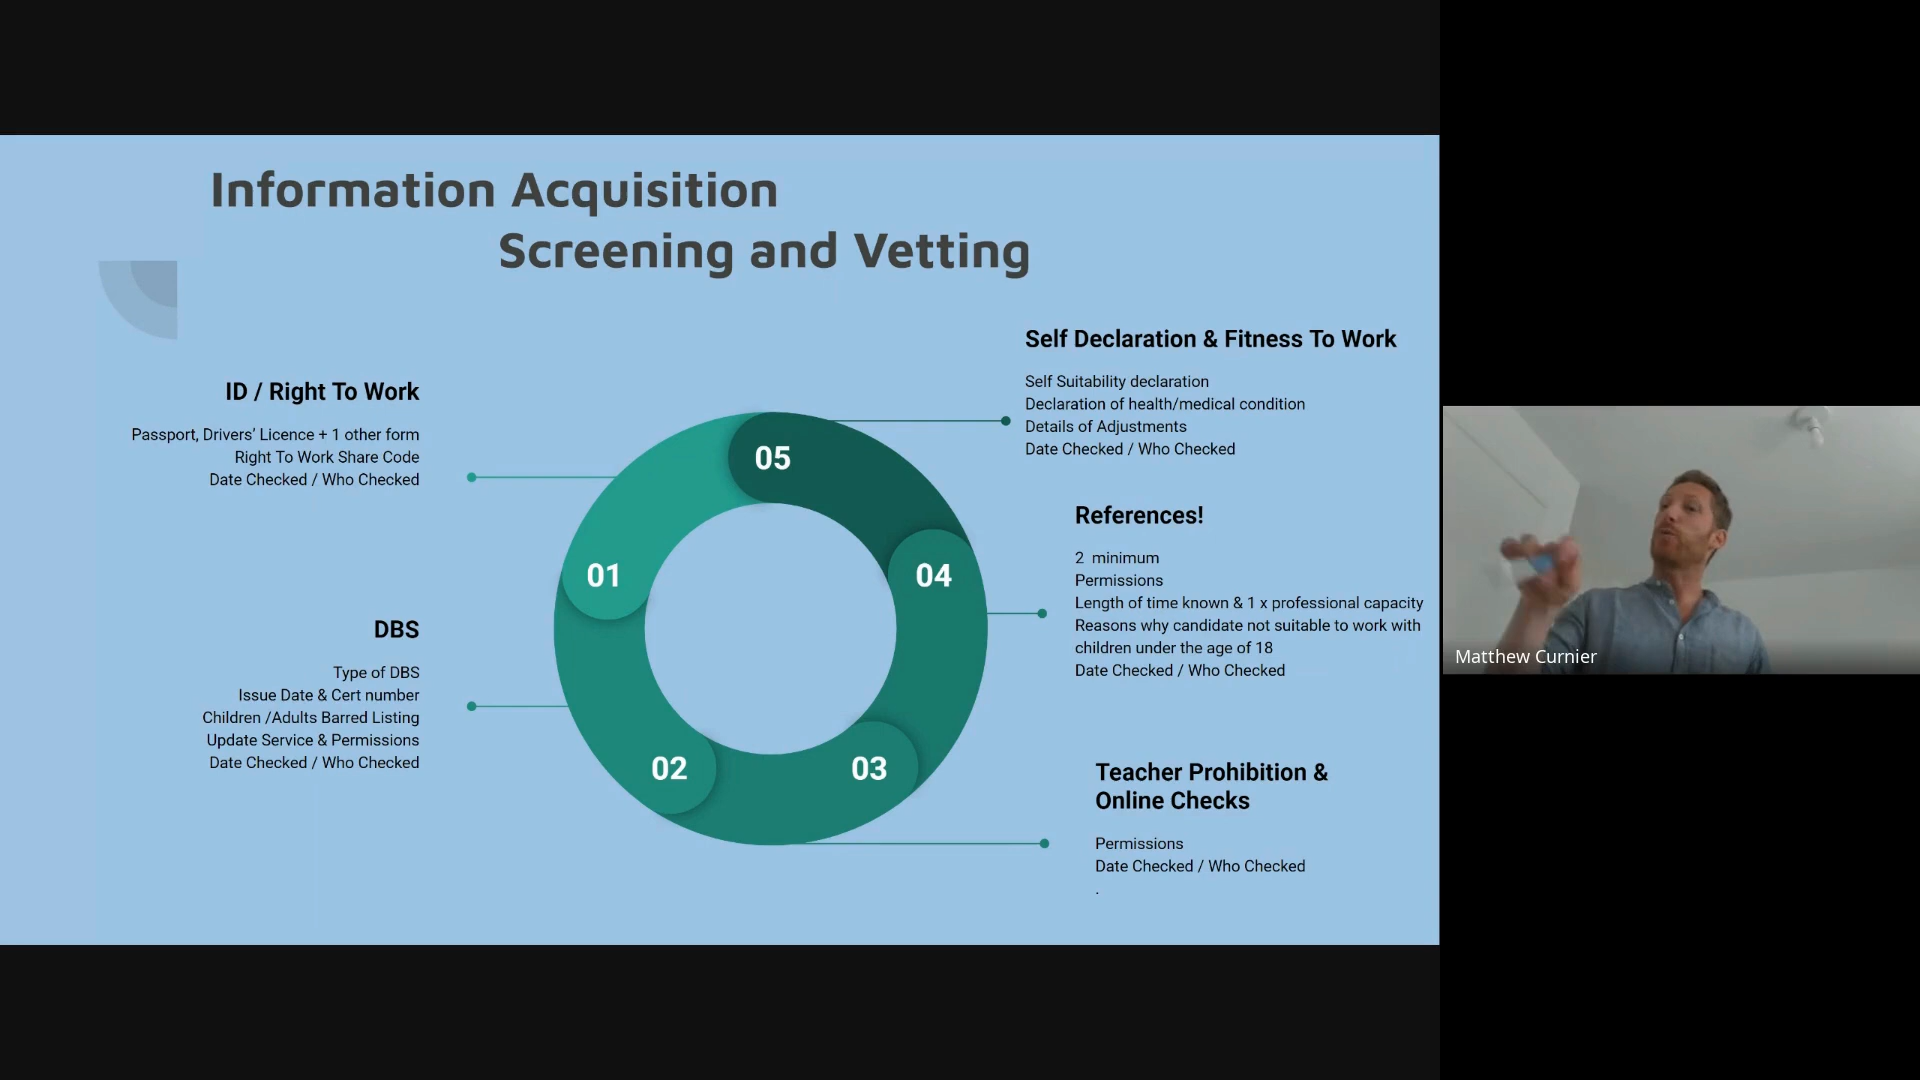 Information Acquisition
Screening and Vetting
ID / Right To Work
Passport, Drivers' Licence + 1 other form
Right To Work Share Code
Date Checked / Who Checked
DBS
Type of DBS
Issue Date & Cert number
Children /Adults Barred Listing
Update Service & Permissions
Date Checked / Who Checked
05
01
04
02
03
Self Declaration & Fitness To Work
Self Suitability declaration
Declaration of health/medical condition
Details of Adjustments
Date Checked / Who Checked
References!
2 minimum
Permissions
Length of time known & 1 x professional capacity
Reasons why candidate not suitable to work with
children under the age of 18
Date Checked / Who Checked
Teacher Prohibition &
Online Checks
Permissions
Date Checked / Who Checked
.
Matthew Curnier